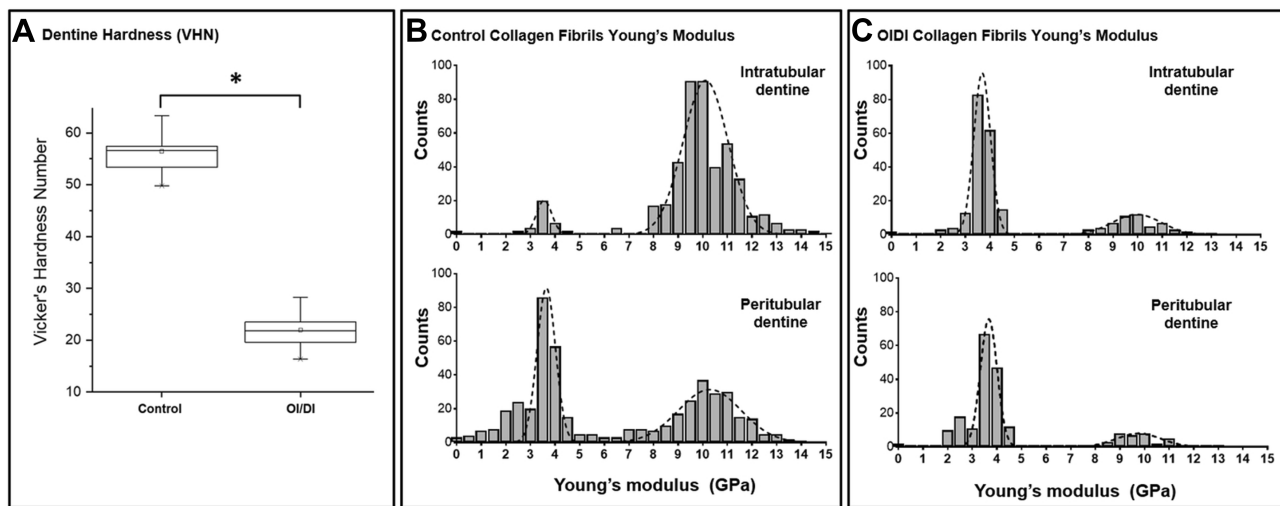 A Dentine Hardness (VHN)
*
Vicker's Hardness Number
60
50
40
30
20
10
Control
OI/DI
B Control Collagen Fibrils Young's Modulus
Intratubular
dentine
Counts
100
80
60
40
20
0
0 1 2 3 4 5 6 7 8 9 10 11 12 13 14 15
Peritubular
dentine
Counts
100
80
60
40
20
0
0 1 2 3 4 5 6 7 8 9 10 11 12 13 14 15
Young's modulus (GPa)
C OIDI Collagen Fibrils Young's Modulus
Intratubular
dentine
Counts
100
80
60
40
20
0
0 1 2 3 4 5 6 7 8 9 10 11 12 13 14 15
Peritubular
dentine
Counts
100
80
60
40
20
0
0 1 2 3 4 5 6 7 8 9 10 11 12 13 14 15
Young's modulus (GPa)